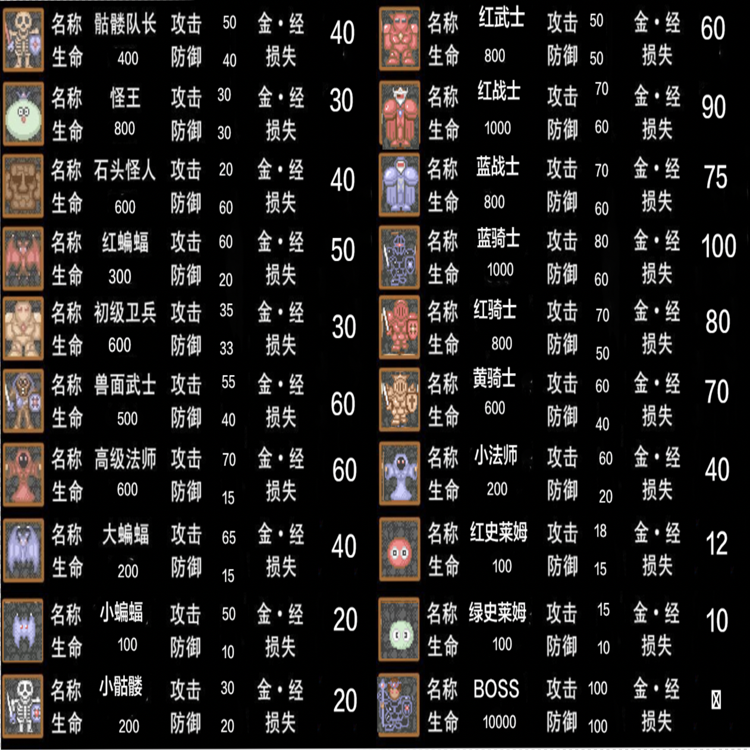 名称 骷髅队长 攻击 50 金·经 40
生命 400 防御 40 损失
名称 怪王 攻击 30 金·经 30
生命 800 防御 30 损失
名称 石头怪人 攻击 20 金·经 40
生命 600 防御 60 损失
名称 红蝙蝠 攻击 60 金·经 50
生命 300 防御 20 损失
名称 初级卫兵 攻击 35 金·经 30
生命 600 防御 33 损失
名称 兽面武士 攻击 55 金·经 60
生命 500 防御 40 损失
名称 高级法师 攻击 70 金·经 60
生命 600 防御 15 损失
名称 大蝙蝠 攻击 65 金·经 40
生命 200 防御 15 损失
名称 小蝙蝠 攻击 50 金·经 20
生命 100 防御 10 损失
名称 小骷髅 攻击 30 金·经 20
生命 200 防御 20 损失
名称 红武士 攻击 50 金·经 60
生命 800 防御 50 损失
名称 红战士 攻击 70 金·经 90
生命 1000 防御 60 损失
名称 蓝战士 攻击 70 金·经 75
生命 800 防御 60 损失
名称 蓝骑士 攻击 80 金·经 100
生命 1000 防御 60 损失
名称 红骑士 攻击 70 金·经 80
生命 800 防御 50 损失
名称 黄骑士 攻击 60 金·经 70
生命 600 防御 40 损失
名称 小法师 攻击 60 金·经 40
生命 200 防御 20 损失
名称 红史莱姆 攻击 18 金·经 12
生命 100 防御 15 损失
名称 绿史莱姆 攻击 15 金·经 10
生命 100 防御 10 损失
名称 BOSS 攻击 100 金·经
生命 10000 防御 100 损失